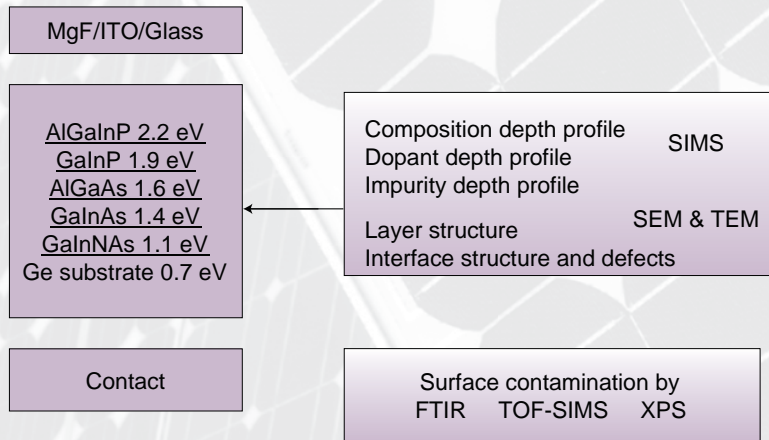 MgF/ITO/Glass
AlGaInP 2.2 eV
GaInP 1.9 eV
AlGaAs 1.6 eV
GaInAs 1.4 eV
GaInNAs 1.1 eV
Ge substrate 0.7 eV
Contact
Composition depth profile
Dopant depth profile
Impurity depth profile
SIMS
Layer structure
Interface structure and defects
SEM & TEM
Surface contamination by
FTIR TOF-SIMS XPS